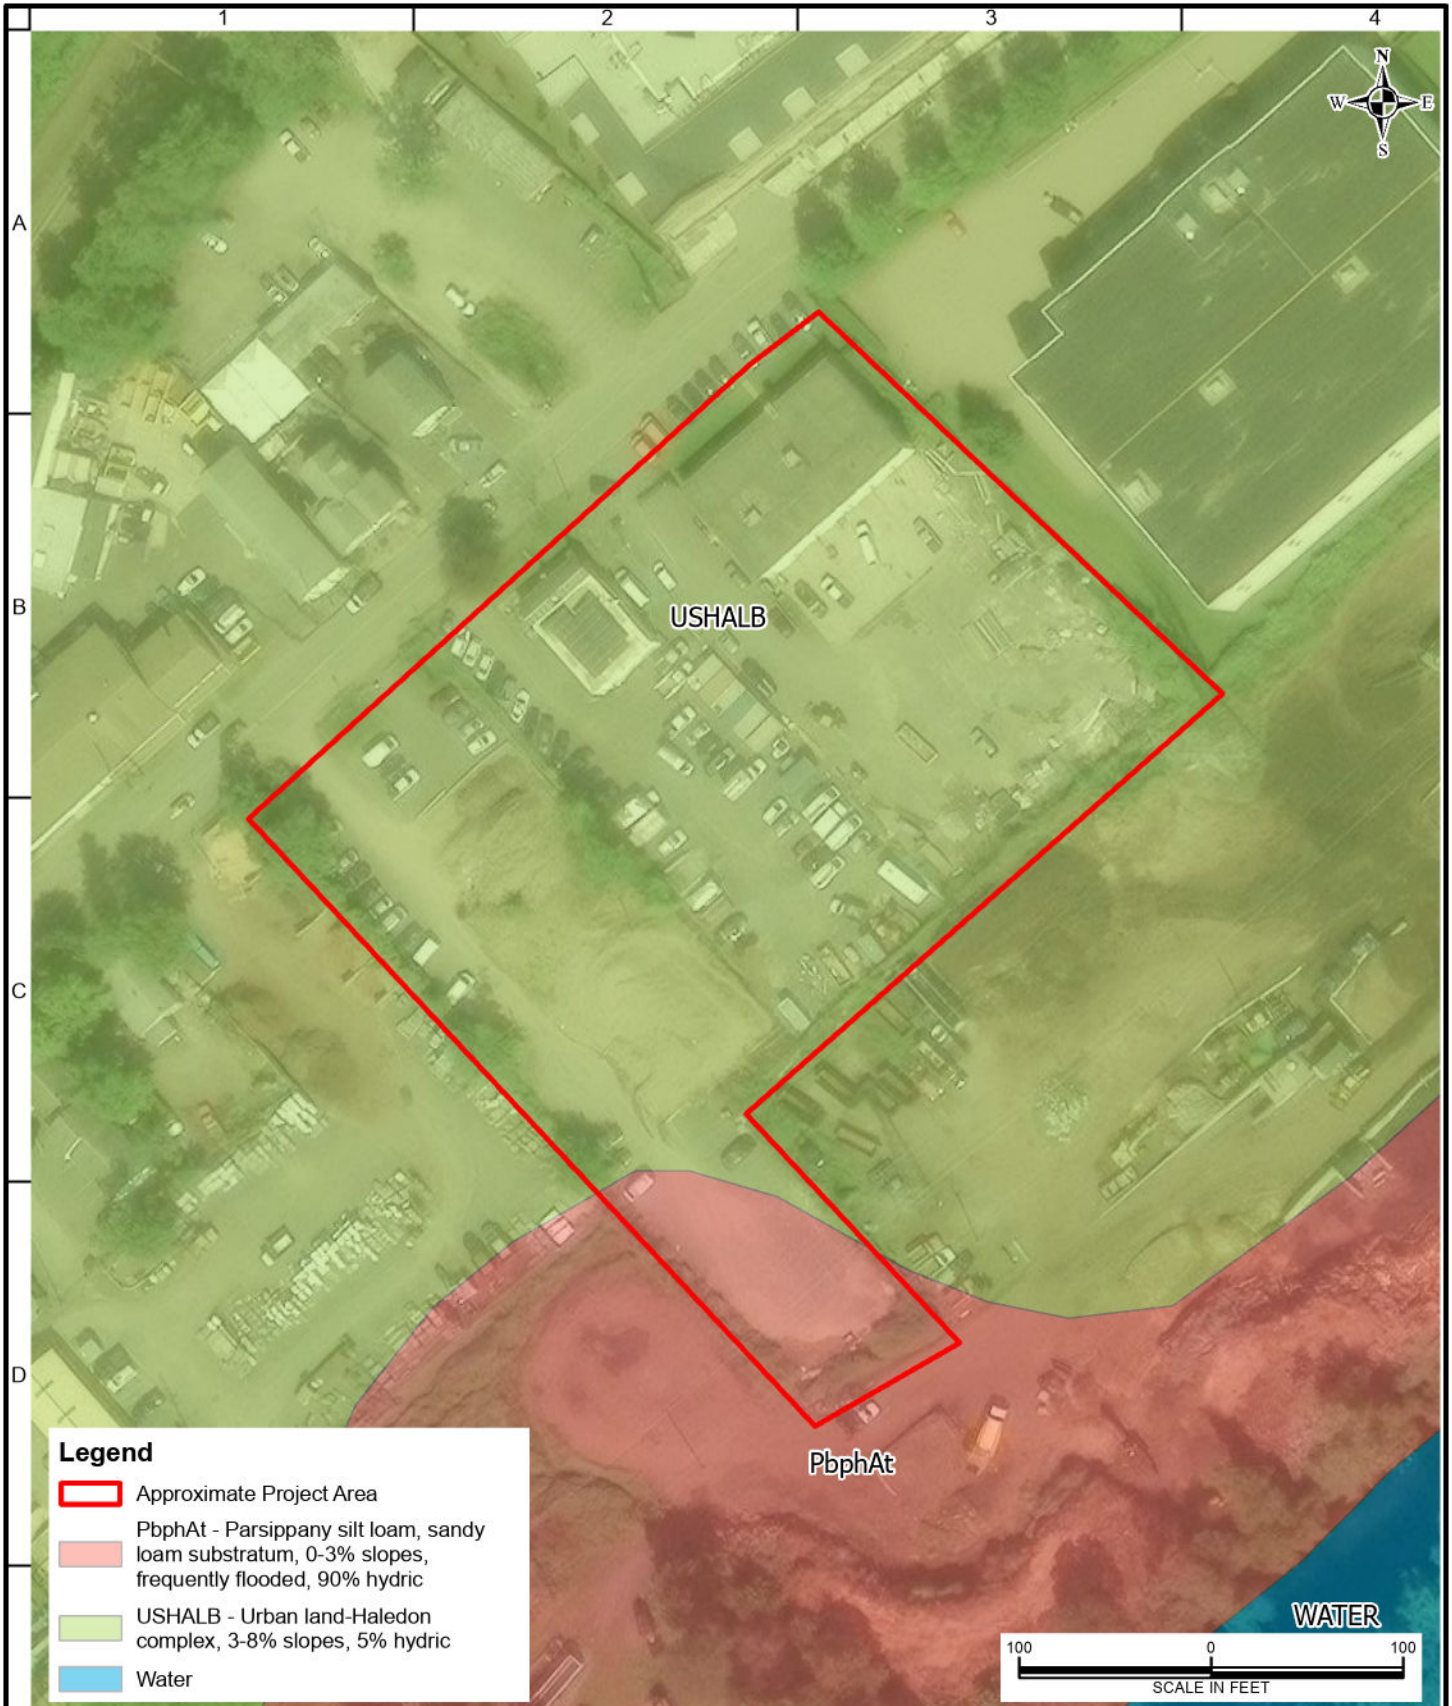 1 2 3 4
N
W E
S
A
B
C
D
USHALB
PbphAt
WATER
Legend
Approximate Project Area
PbphAt - Parsippany silt loam, sandy
loam substratum, 0-3% slopes,
frequently flooded, 90% hydric
USHALB - Urban land-Haledon
complex, 3-8% slopes, 5% hydric
Water
100 0 100
SCALE IN FEET